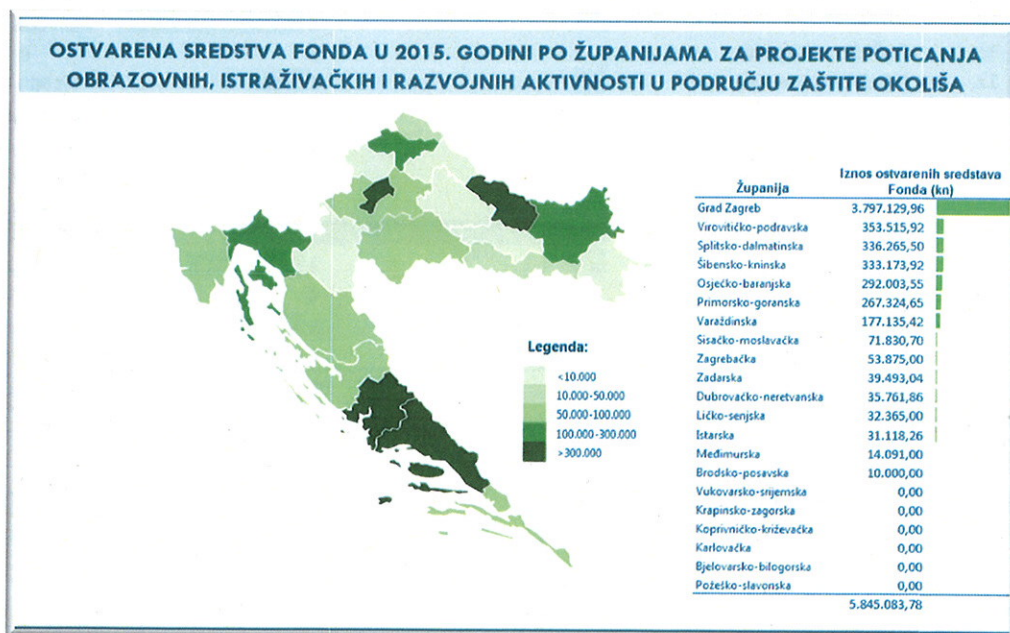 OSTVARENA SREDSTVA FONDA U 2015. GODINI PO ŽUPANIJAMA ZA PROJEKTE POTICANJA
OBRAZOVNIH, ISTRAŽIVAČKIH I RAZVOJNIH AKTIVNOSTI U PODRUČJU ZAŠTITE OKOLIŠA
Županija Iznos ostvarenih sredstava Fonda (kn)
Grad Zagreb 3.797.129,96
Virovitičko-podravska 353.515,92
Splitsko-dalmatinska 336.265,50
Šibensko-kninska 333.173,92
Osječko-baranjska 292.003,55
Primorsko-goranska 267.324,65
Varaždinska 177.135,42
Sisačko-moslavačka 71.830,70
Zagrebačka 53.875,00
Zadarska 39.493,04
Dubrovačko-neretvanska 35.761,86
Ličko-senjska 32.365,00
Istarska 31.118,26
Međimurska 14.091,00
Brodsko-posavska 10.000,00
Vukovarsko-srijemska 0,00
Krapinsko-zagorska 0,00
Koprivničko-križevačka 0,00
Karlovačka 0,00
Bjelovarsko-bilogorska 0,00
Požeško-slavonska 0,00
5.845.083,78
Legenda:
<10.000
10.000-50.000
50.000-100.000
100.000-300.000
>300.000